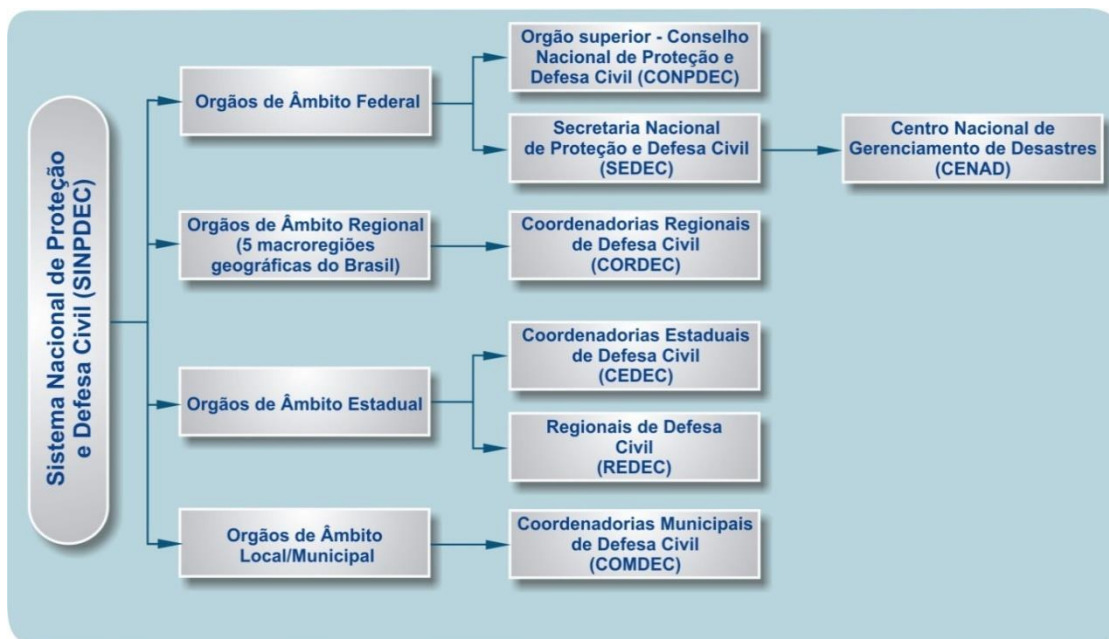 Sistema Nacional de Proteção
e Defesa Civil (SINPDEC)
Orgãos de Âmbito Federal
Orgão superior - Conselho
Nacional de Proteção e
Defesa Civil (CONPDEC)
Secretaria Nacional
de Proteção e Defesa Civil
(SEDEC)
Centro Nacional de
Gerenciamento de Desastres
(CENAD)
Orgãos de Âmbito Regional
(5 macroregiões
geográficas do Brasil)
Coordenadorias Regionais
de Defesa Civil
(CORDEC)
Orgãos de Âmbito Estadual
Coordenadorias Estaduais
de Defesa Civil
(CEDEC)
Regionais de Defesa
Civil
(REDEC)
Orgãos de Âmbito
Local/Municipal
Coordenadorias Municipais
de Defesa Civil
(COMDEC)